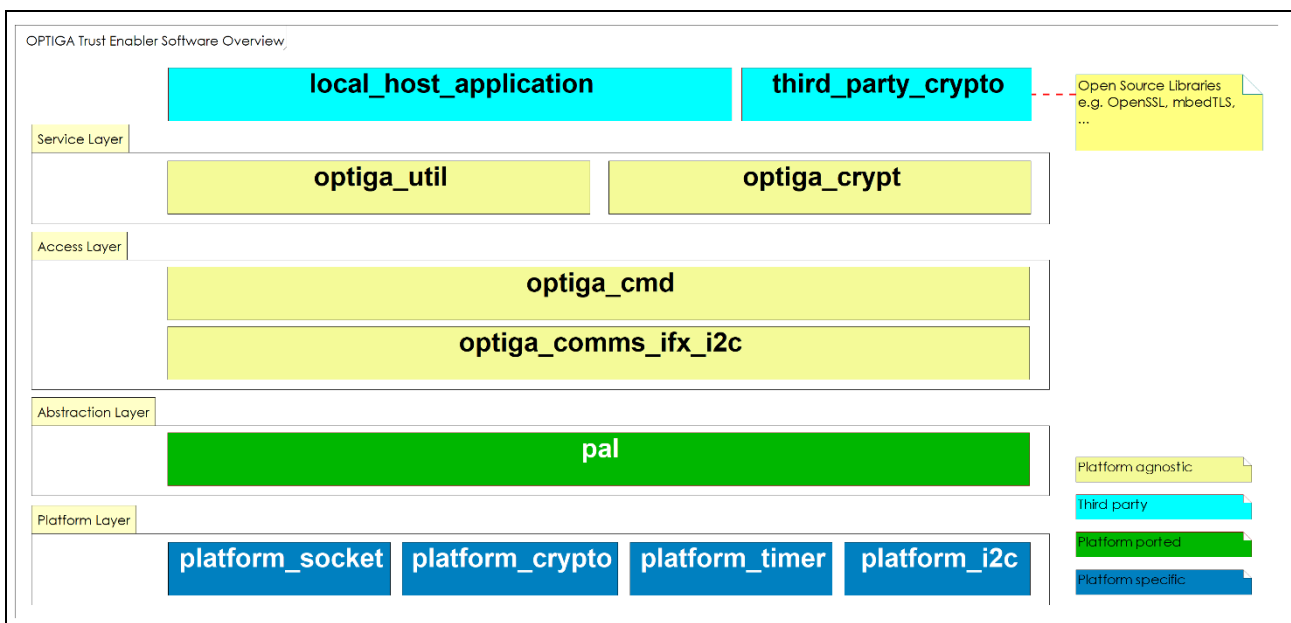 OPTIGA Trust Enabler Software Overview
local_host_application
third_party_crypto
Open Source Libraries
e.g. OpenSSL, mbedTLS,
...
Service Layer
optiga_util
optiga_crypt
Access Layer
optiga_cmd
optiga_comms_ifx_i2c
Abstraction Layer
pal
Platform agnostic
Third party
Platform ported
Platform specific
Platform Layer
platform_socket
platform_crypto
platform_timer
platform_i2c